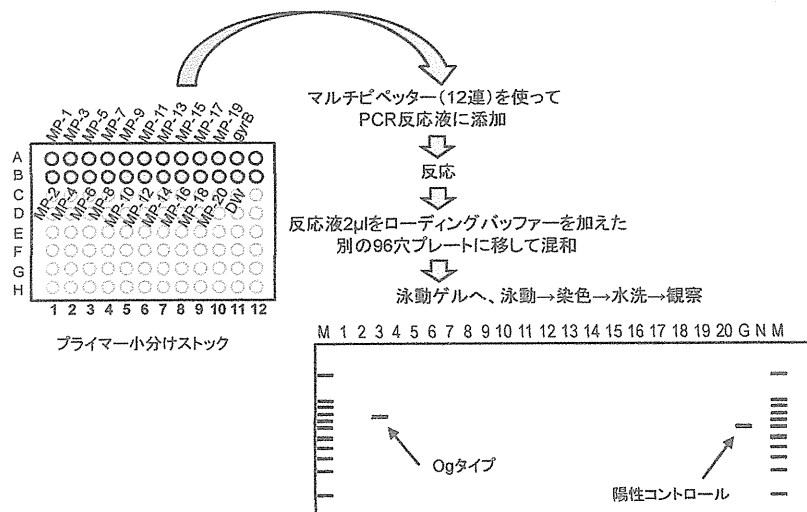 MP-1 MP-3 MP-5 MP-7 MP-9 MP-11 MP-13 MP-15 MP-17 MP-19 gyrB
A
B
C
D
E
F
G
H
MP-2 MP-4 MP-6 MP-8 MP-10 MP-12 MP-14 MP-16 MP-18 MP-20 DW
1 2 3 4 5 6 7 8 9 10 11 12
プライマー小分けストック
マルチピペッター(12連)を使って
PCR反応液に添加
反応
反応液2μlをローディングバッファーを加えた
別の96穴プレートに移して混和
泳動ゲルへ、泳動→染色→水洗→観察
M 1 2 3 4 5 6 7 8 9 10 11 12 13 14 15 16 17 18 19 20 G N M
Ogタイプ
陽性コントロール